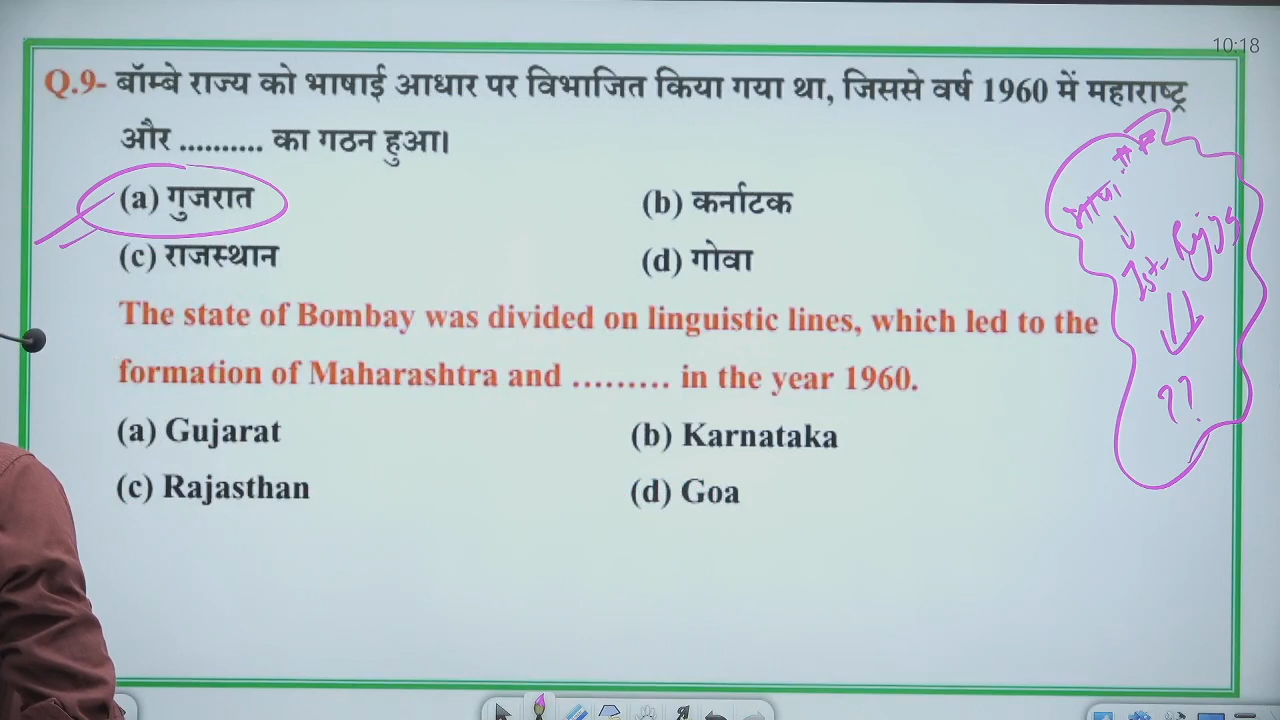 10:18
Q.9- बॉम्बे राज्य को भाषाई आधार पर विभाजित किया गया था, जिससे वर्ष 1960 में महाराष्ट्र
और .......... का गठन हुआ।
(a) गुजरात (b) कर्नाटक
(c) राजस्थान (d) गोवा
The state of Bombay was divided on linguistic lines, which led to the
formation of Maharashtra and ......... in the year 1960.
(a) Gujarat (b) Karnataka
(c) Rajasthan (d) Goa
भाषा
Ist
??